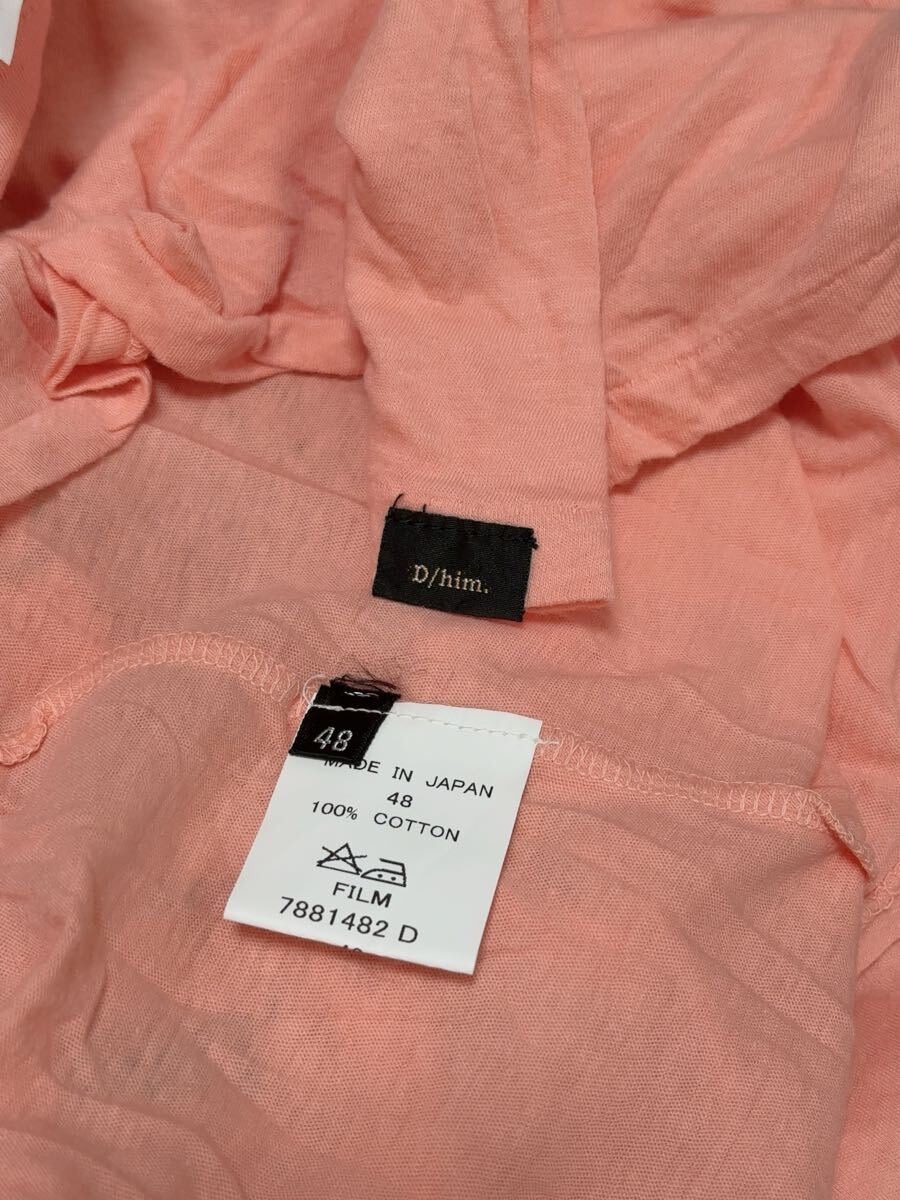 D/him.
48
MADE IN JAPAN
48
100% COTTON
FILM
7881482 D